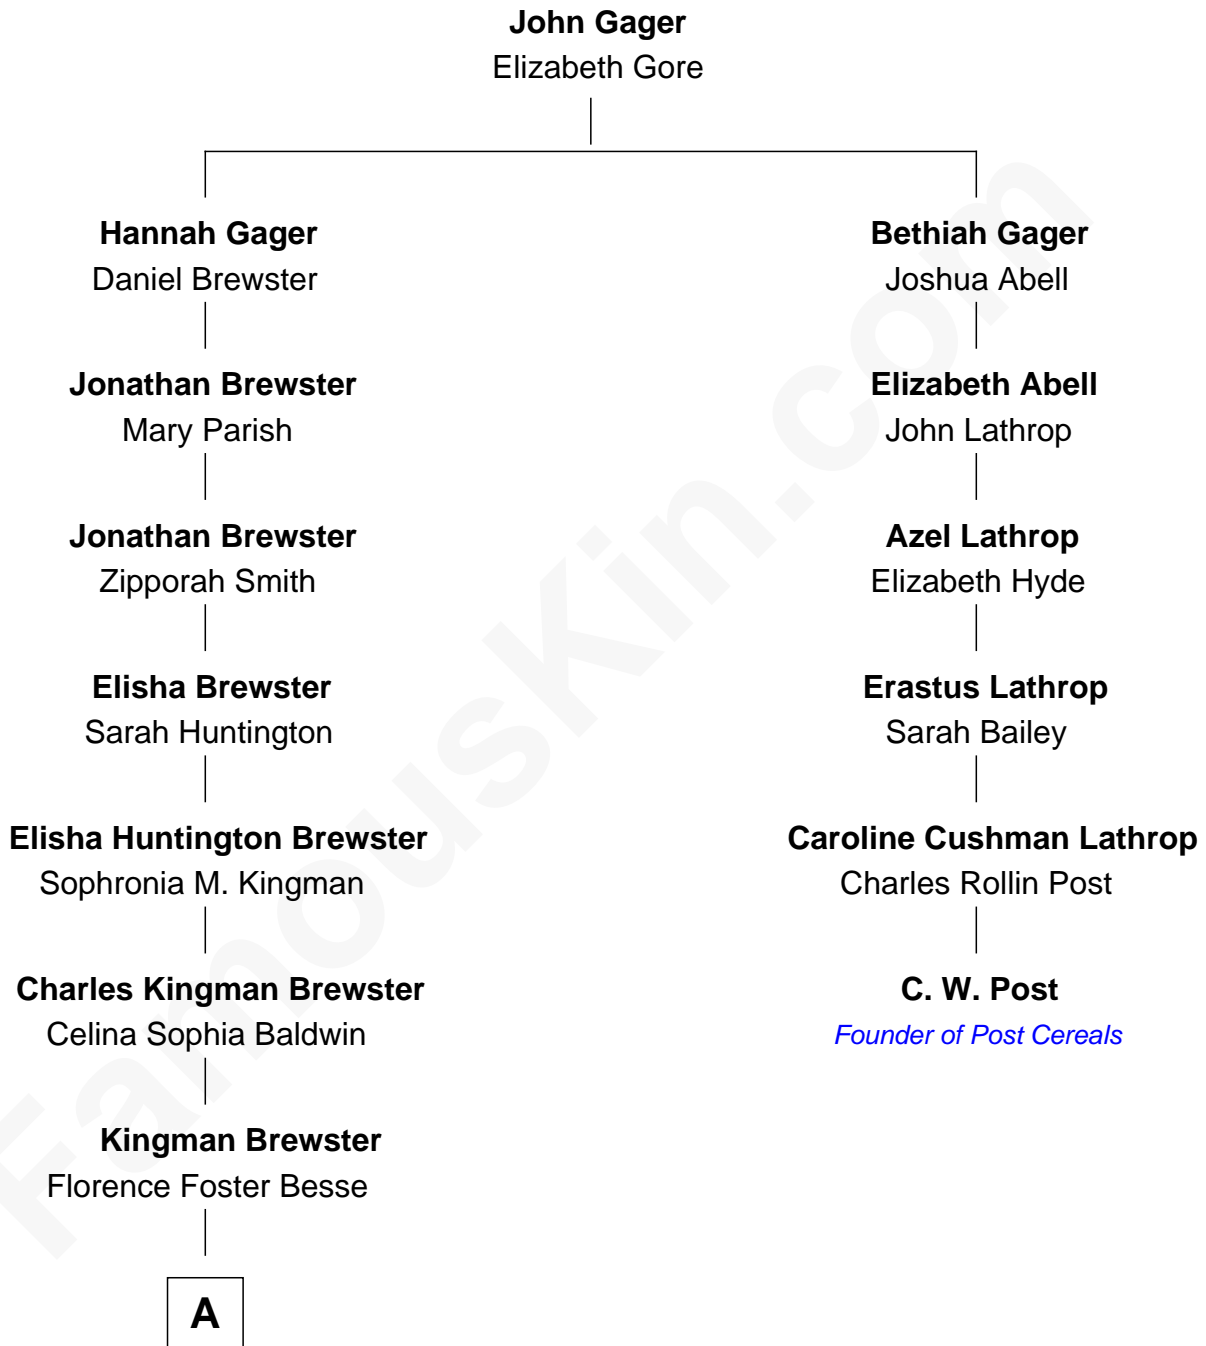 John Gager
Elizabeth Gore
Hannah Gager
Daniel Brewster
Bethiah Gager
Joshua Abell
Jonathan Brewster
Mary Parish
Elizabeth Abell
John Lathrop
Jonathan Brewster
Zipporah Smith
Azel Lathrop
Elizabeth Hyde
Elisha Brewster
Sarah Huntington
Erastus Lathrop
Sarah Bailey
Elisha Huntington Brewster
Sophronia M. Kingman
Caroline Cushman Lathrop
Charles Rollin Post
Charles Kingman Brewster
Celina Sophia Baldwin
C. W. Post
Founder of Post Cereals
Kingman Brewster
Florence Foster Besse
A
FamousKin.com